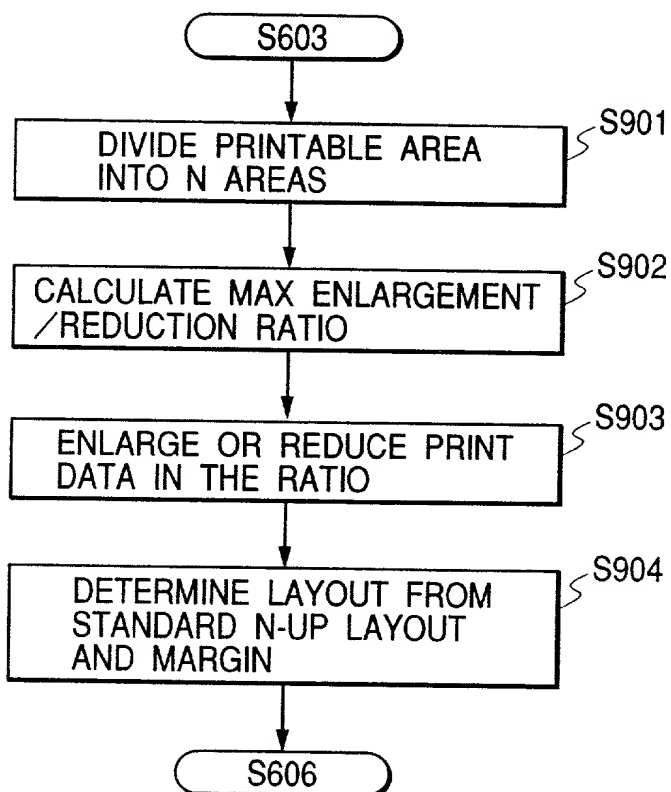 S603
S901
DIVIDE PRINTABLE AREA
INTO N AREAS
S902
CALCULATE MAX ENLARGEMENT
/REDUCTION RATIO
S903
ENLARGE OR REDUCE PRINT
DATA IN THE RATIO
S904
DETERMINE LAYOUT FROM
STANDARD N-UP LAYOUT
AND MARGIN
S606